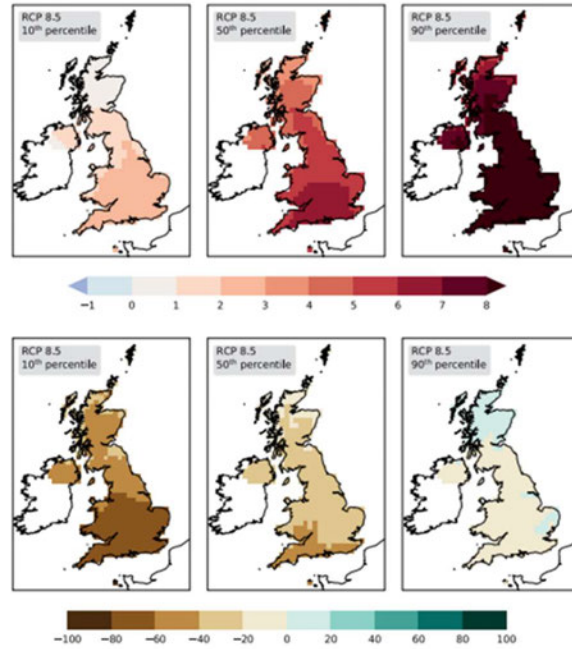 RCP 8.5
10th percentile
RCP 8.5
50th percentile
RCP 8.5
90th percentile
−1 0 1 2 3 4 5 6 7 8
RCP 8.5
10th percentile
RCP 8.5
50th percentile
RCP 8.5
90th percentile
−100 −80 −60 −40 −20 0 20 40 60 80 100